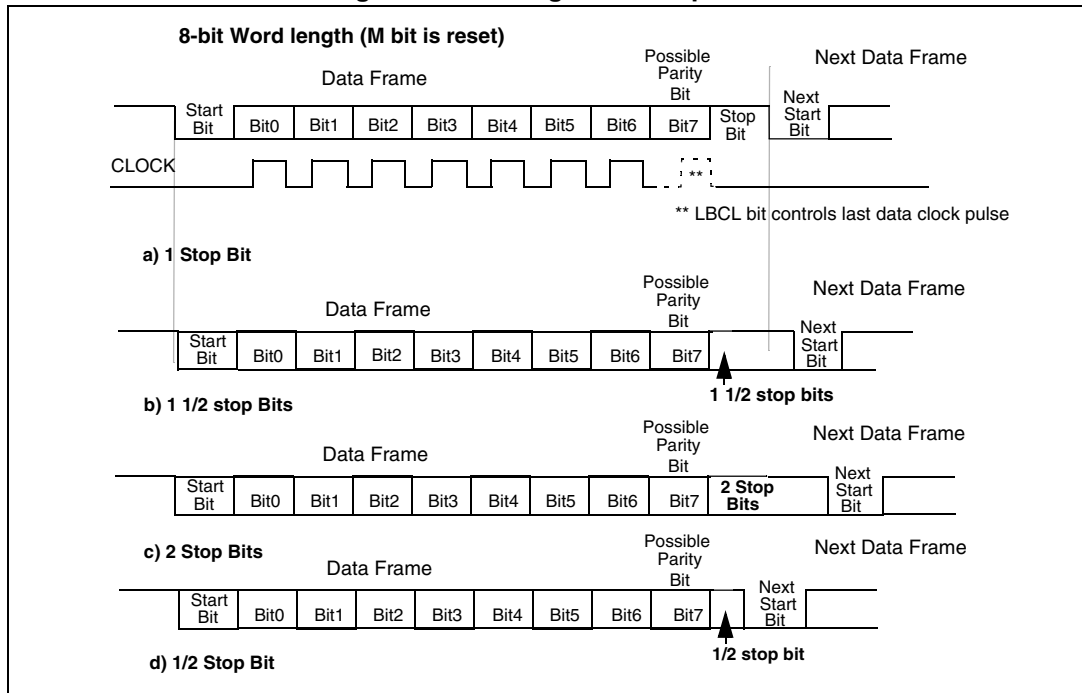 8-bit Word length (M bit is reset)
Data Frame
Possible
Parity
Bit
Next Data Frame
Start
Bit
Bit0 Bit1 Bit2 Bit3 Bit4 Bit5 Bit6 Bit7
Stop
Bit
Next
Start
Bit
CLOCK
**
** LBCL bit controls last data clock pulse
a) 1 Stop Bit
Data Frame
Possible
Parity
Bit
Next Data Frame
Start
Bit
Bit0 Bit1 Bit2 Bit3 Bit4 Bit5 Bit6 Bit7
Next
Start
Bit
1 1/2 stop bits
b) 1 1/2 stop Bits
Data Frame
Possible
Parity
Bit
Next Data Frame
Start
Bit
Bit0 Bit1 Bit2 Bit3 Bit4 Bit5 Bit6 Bit7
2 Stop
Bits
Next
Start
Bit
c) 2 Stop Bits
Data Frame
Possible
Parity
Bit
Next Data Frame
Start
Bit
Bit0 Bit1 Bit2 Bit3 Bit4 Bit5 Bit6 Bit7
Next
Start
Bit
1/2 stop bit
d) 1/2 Stop Bit